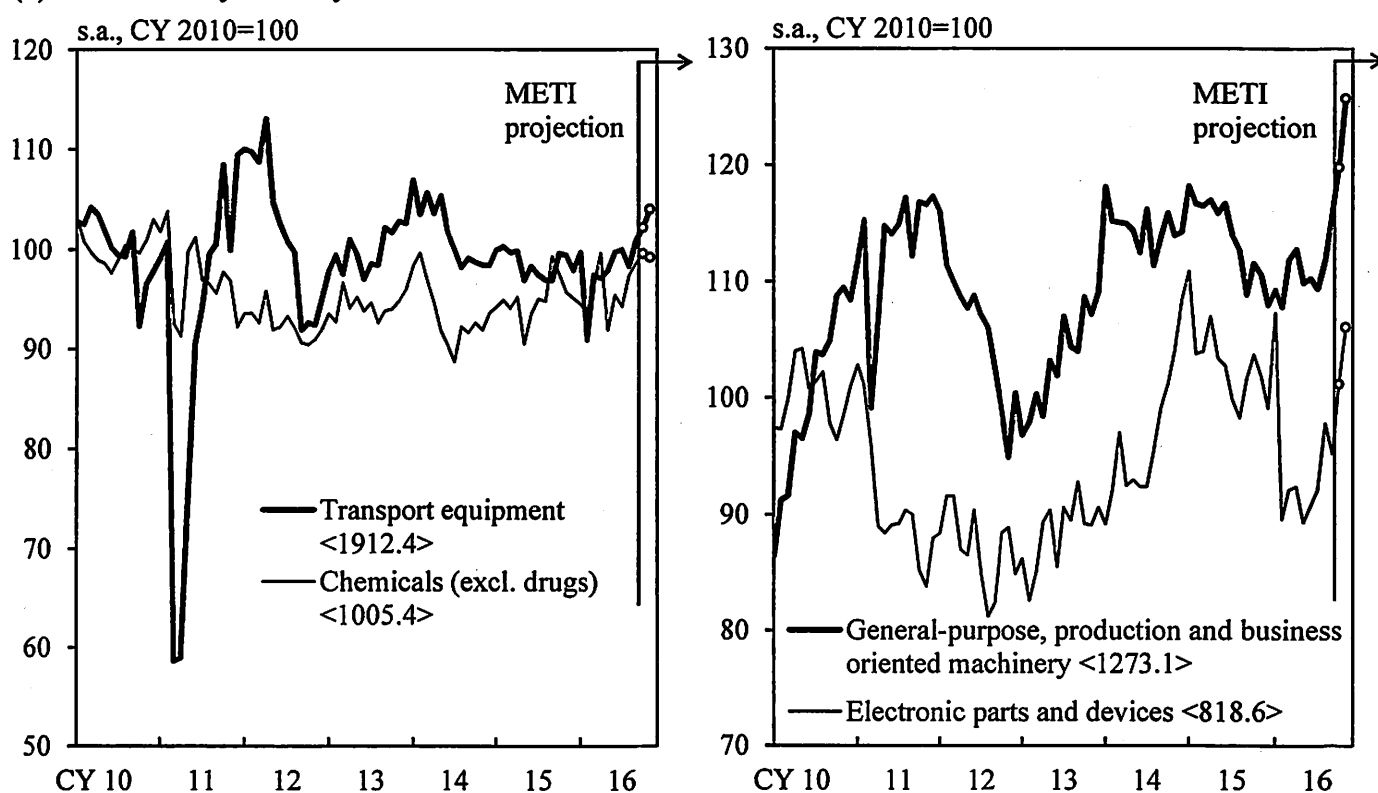 s.a., CY 2010=100
120
110
100
90
80
70
60
50
METI
projection
Transport equipment
<1912.4>
Chemicals (excl. drugs)
<1005.4>
CY 10 11 12 13 14 15 16
s.a., CY 2010=100
130
120
110
100
90
80
70
METI
projection
General-purpose, production and business
oriented machinery <1273.1>
Electronic parts and devices <818.6>
CY 10 11 12 13 14 15 16